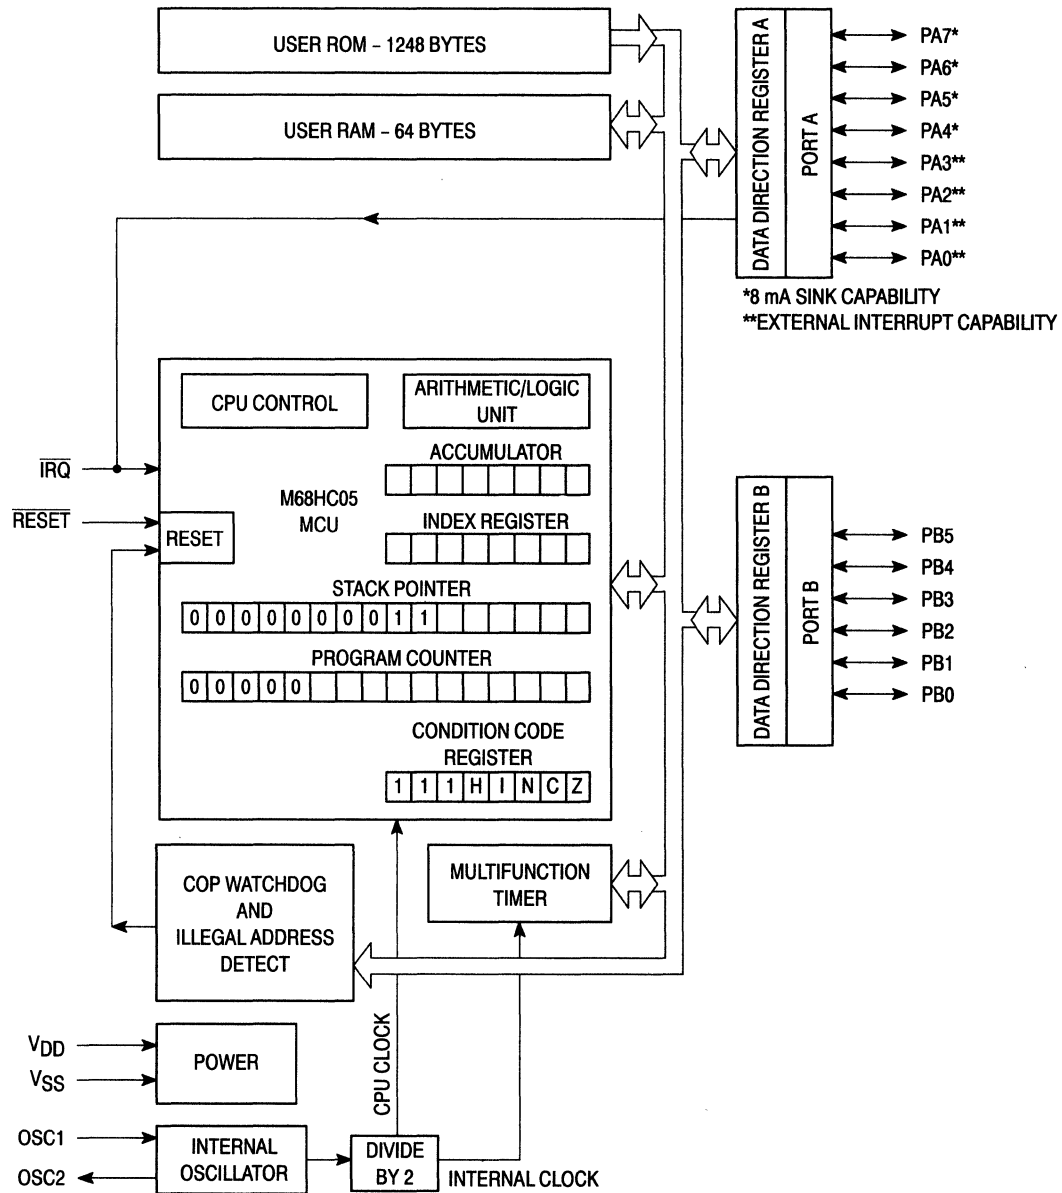 USER ROM – 1248 BYTES
USER RAM – 64 BYTES
DATA DIRECTION REGISTER A
PORT A
PA7*
PA6*
PA5*
PA4*
PA3**
PA2**
PA1**
PA0**
*8 mA SINK CAPABILITY
**EXTERNAL INTERRUPT CAPABILITY
CPU CONTROL
ARITHMETIC/LOGIC
UNIT
ACCUMULATOR
IRQ
M68HC05
MCU
RESET
RESET
INDEX REGISTER
STACK POINTER
0 0 0 0 0 0 0 0 1 1
PROGRAM COUNTER
0 0 0 0 0
CONDITION CODE
REGISTER
1 1 1 H I N C Z
DATA DIRECTION REGISTER B
PORT B
PB5
PB4
PB3
PB2
PB1
PB0
COP WATCHDOG
AND
ILLEGAL ADDRESS
DETECT
MULTIFUNCTION
TIMER
VDD
VSS
POWER
CPU CLOCK
OSC1
OSC2
INTERNAL
OSCILLATOR
DIVIDE
BY 2
INTERNAL CLOCK